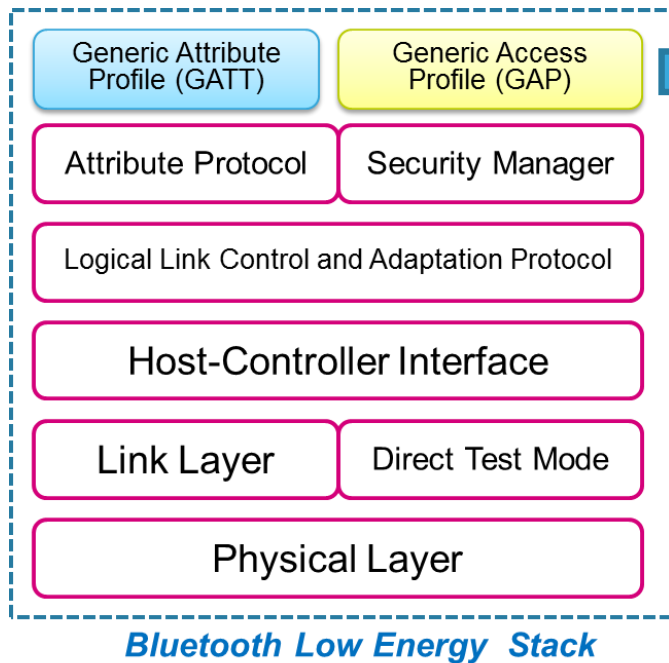 Generic Attribute
Profile (GATT)
Generic Access
Profile (GAP)
Attribute Protocol
Security Manager
Logical Link Control and Adaptation Protocol
Host-Controller Interface
Link Layer
Direct Test Mode
Physical Layer
Bluetooth Low Energy Stack